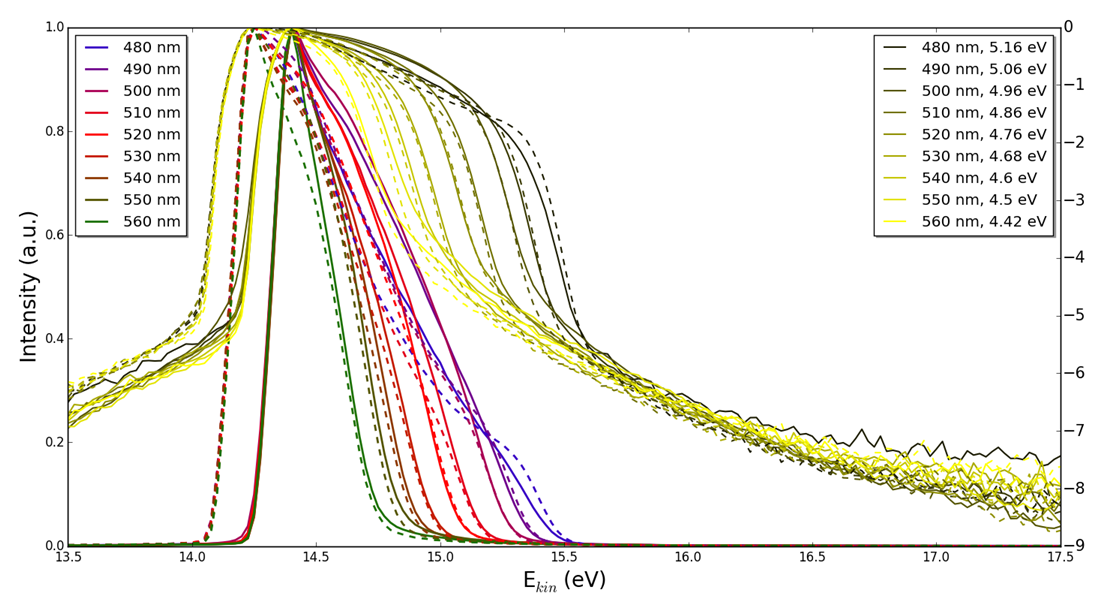 1.0
0.8
0.6
0.4
0.2
0.0
Intensity (a.u.)
480 nm
490 nm
500 nm
510 nm
520 nm
530 nm
540 nm
550 nm
560 nm
480 nm, 5.16 eV
490 nm, 5.06 eV
500 nm, 4.96 eV
510 nm, 4.86 eV
520 nm, 4.76 eV
530 nm, 4.68 eV
540 nm, 4.6 eV
550 nm, 4.5 eV
560 nm, 4.42 eV
0
−1
−2
−3
−4
−5
−6
−7
−8
−9
13.5 14.0 14.5 15.0 15.5 16.0 16.5 17.0 17.5
E_kin (eV)